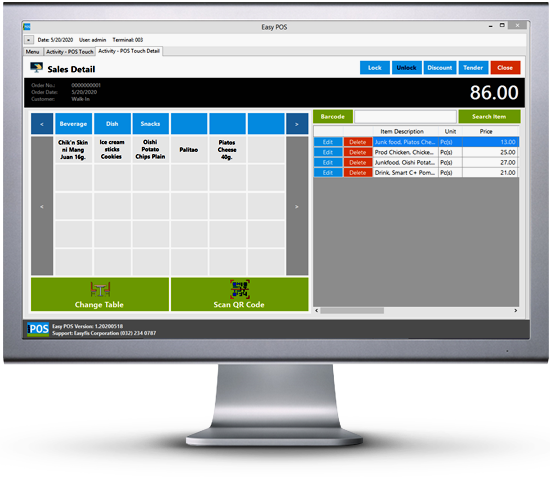 Easy POS
Date: 5/20/2020 User: admin Terminal: 003
Menu Activity - POS Touch Activity - POS Touch Detail
Sales Detail Lock Unlock Discount Tender Close
Order No.: 0000000001
Order Date: 5/20/2020
Customer: Walk-In
86.00
< Beverage Dish Snacks >
Chik'n Skin ni Mang Juan 16g.
Ice cream sticks Cookies
Oishi Potato Chips Plain
Palitao
Piatos Cheese 40g.
< >
Change Table
Scan QR Code
Barcode Search Item
Item Description Unit Price
Edit Delete Junk food, Piatos Che... Pc(s) 13.00
Edit Delete Prod Chicken, Chicke... Pc(s) 25.00
Edit Delete Junkfood, Oishi Potat... Pc(s) 27.00
Edit Delete Drink, Smart C+ Pom... Pc(s) 21.00
POS
Easy POS Version: 1.20200518
Support: Easyfis Corporation (032) 234 0787